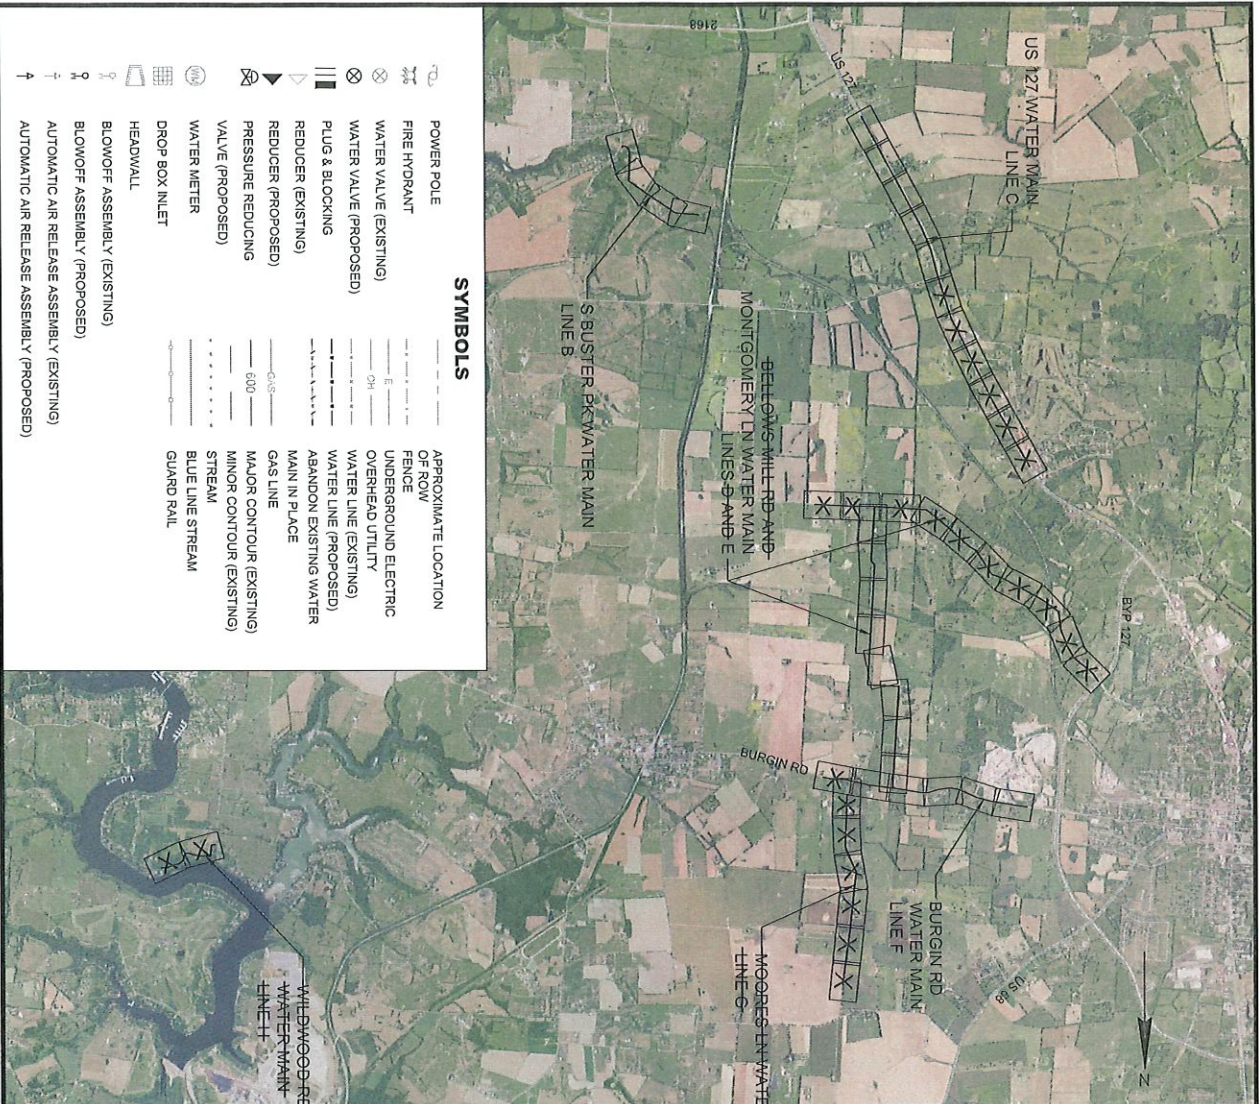 US 127 WATER MAIN
LINE C
US 127
2168
S BUSTER PK WATER MAIN
LINE B
BELLOWS MILL RD AND
MONTGOMERY LN WATER MAIN
LINES D AND E
BYP 127
BURGIN RD
BURGIN RD
WATER MAIN
LINE F
US 68
MOORES LN WATE
LINE G
WILDWOOD RE
WATER MAIN
LINE H
N
SYMBOLS
POWER POLE
FIRE HYDRANT
WATER VALVE (EXISTING)
WATER VALVE (PROPOSED)
PLUG & BLOCKING
REDUCER (EXISTING)
REDUCER (PROPOSED)
PRESSURE REDUCING
VALVE (PROPOSED)
WM
WATER METER
DROP BOX INLET
HEADWALL
BLOWOFF ASSEMBLY (EXISTING)
BLOWOFF ASSEMBLY (PROPOSED)
AUTOMATIC AIR RELEASE ASSEMBLY (EXISTING)
AUTOMATIC AIR RELEASE ASSEMBLY (PROPOSED)
APPROXIMATE LOCATION
OF ROW
FENCE
E
UNDERGROUND ELECTRIC
OH
OVERHEAD UTILITY
WATER LINE (EXISTING)
WATER LINE (PROPOSED)
ABANDON EXISTING WATER
MAIN IN PLACE
GAS
GAS LINE
600
MAJOR CONTOUR (EXISTING)
MINOR CONTOUR (EXISTING)
STREAM
BLUE LINE STREAM
GUARD RAIL